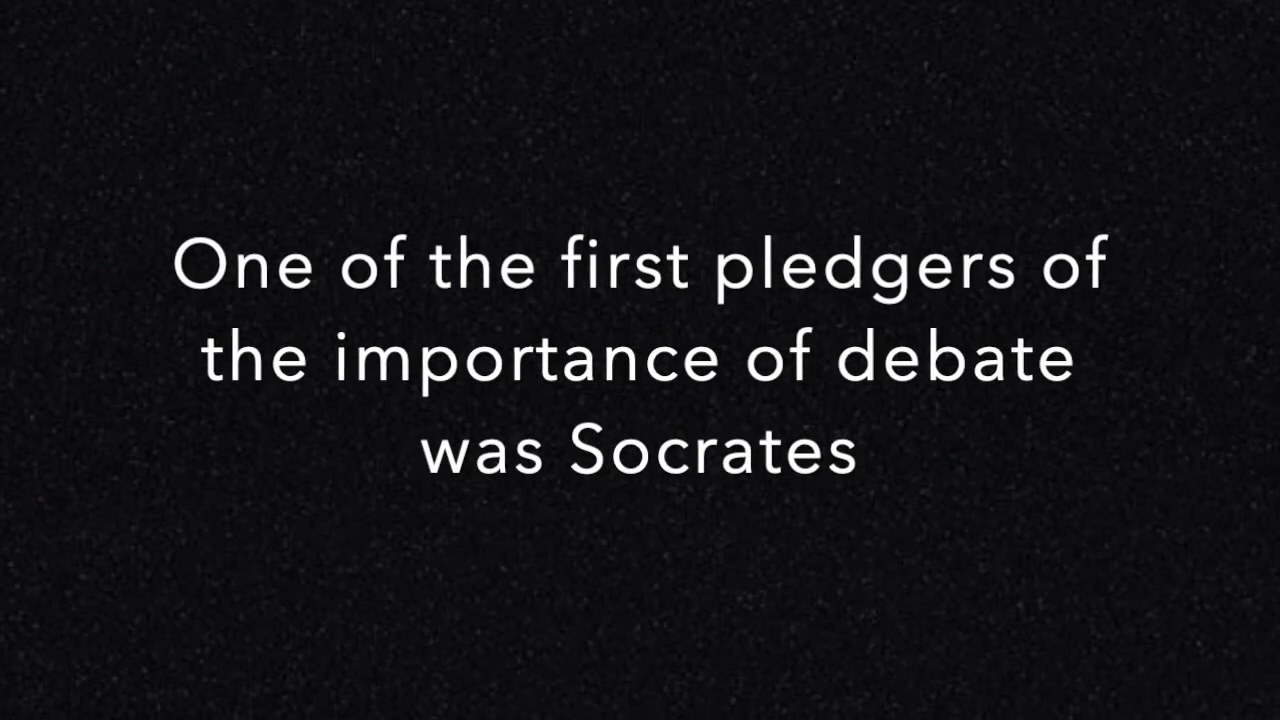 One of the first pledgers of
the importance of debate
was Socrates